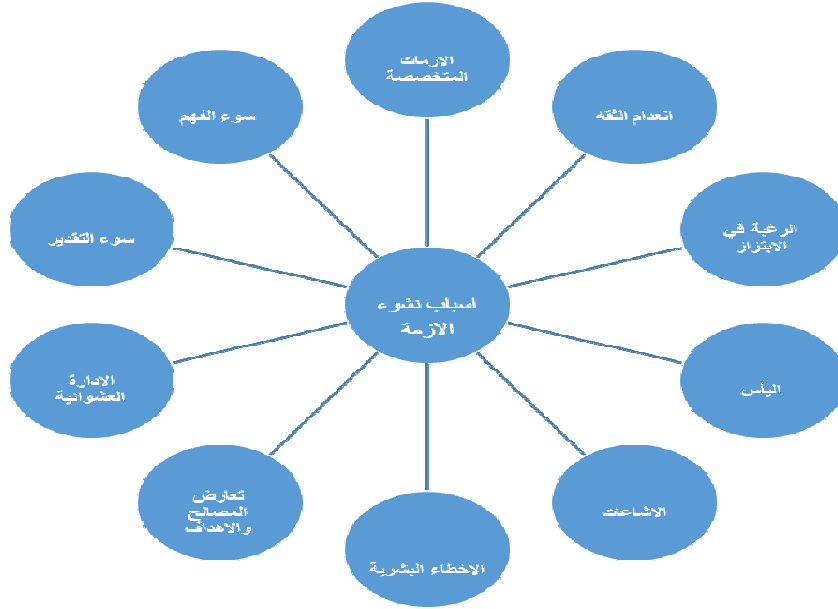 اسباب نشوء
الازمة
الازمات
المتخصصة
انعدام الثقه
الرغبة في
الابتزاز
اليأس
الاشاعات
الاخطاء البشرية
تعارض
المصالح
والاهداف
الادارة
العشوائية
سوء التقدير
سوء الفهم